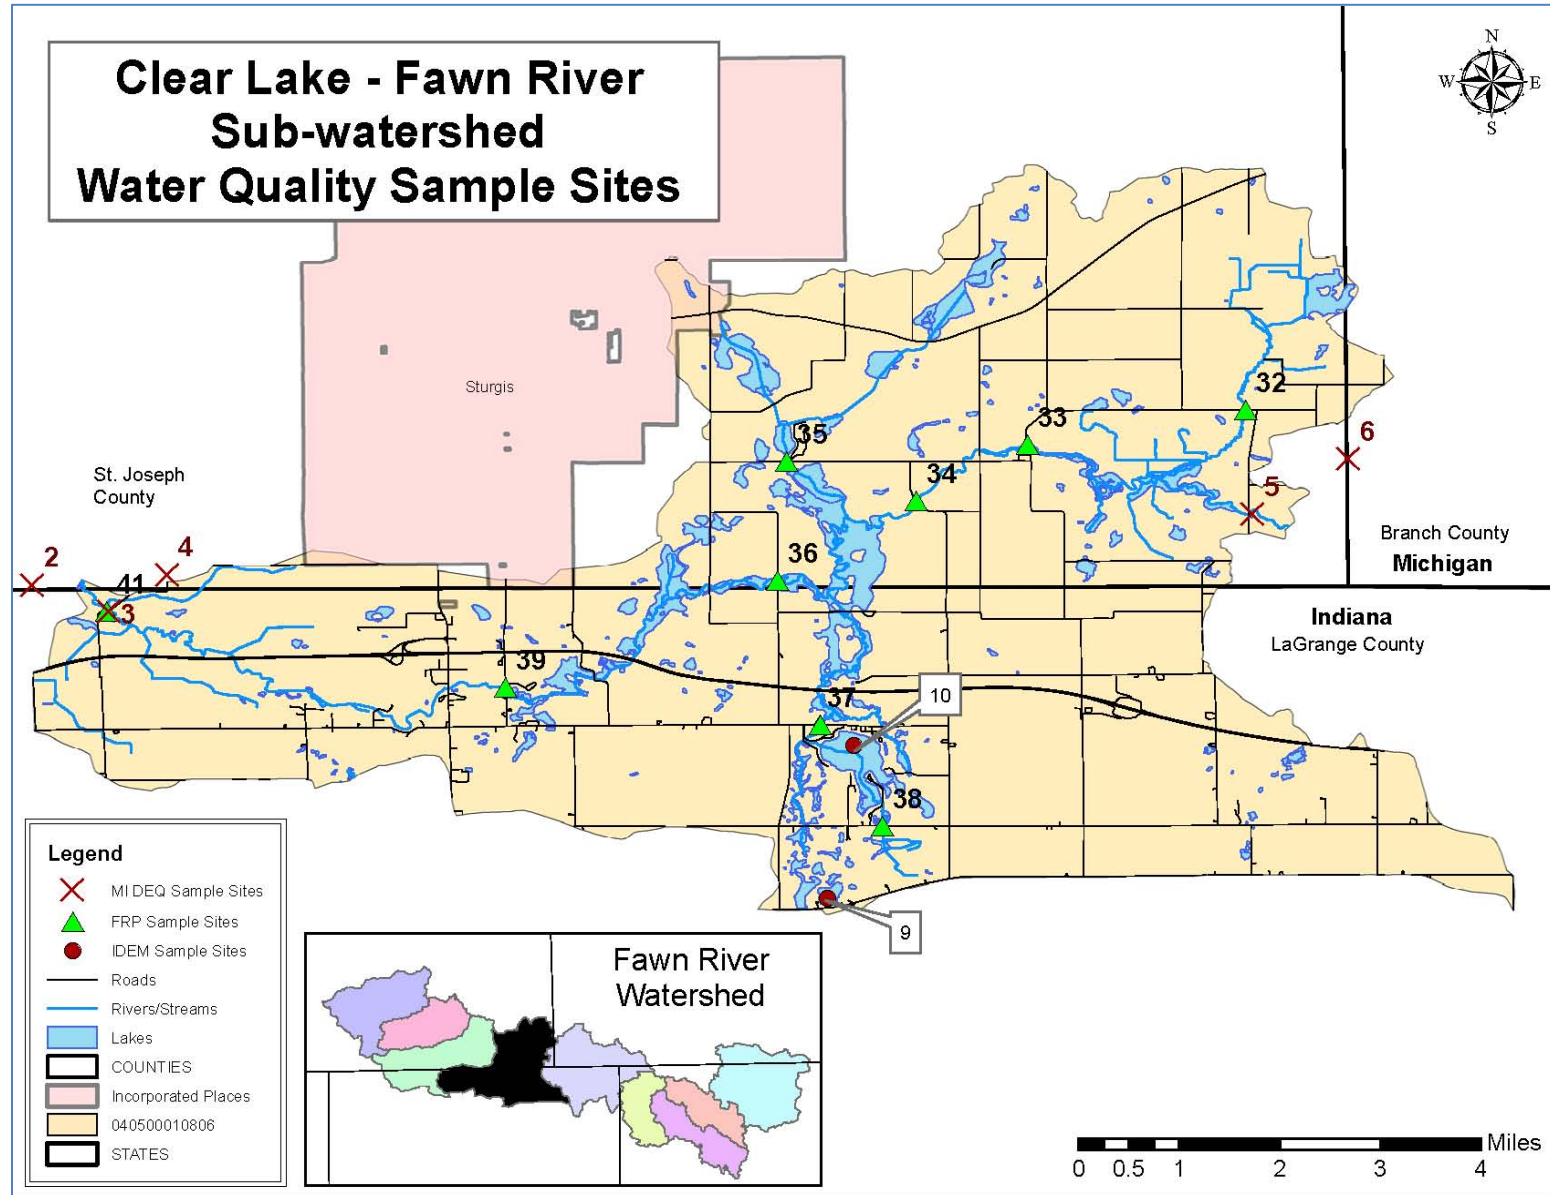 Clear Lake - Fawn River
Sub-watershed
Water Quality Sample Sites
N
W
E
S
Sturgis
32
33
6
35
34
5
St. Joseph
County
Branch County
Michigan
36
2
4
41
3
Indiana
LaGrange County
39
37
10
38
9
Legend
MI DEQ Sample Sites
FRP Sample Sites
IDEM Sample Sites
Roads
Rivers/Streams
Lakes
COUNTIES
Incorporated Places
040500010806
STATES
Fawn River
Watershed
Miles
0 0.5 1 2 3 4